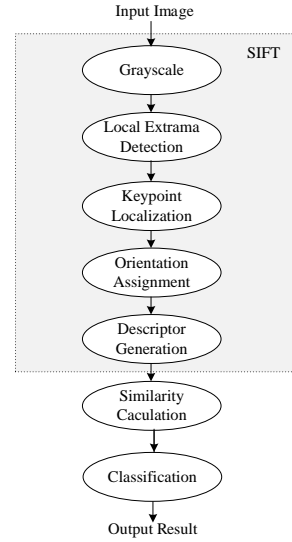 Input Image
SIFT
Grayscale
Local Extrama
Detection
Keypoint
Localization
Orientation
Assignment
Descriptor
Generation
Similarity
Caculation
Classification
Output Result